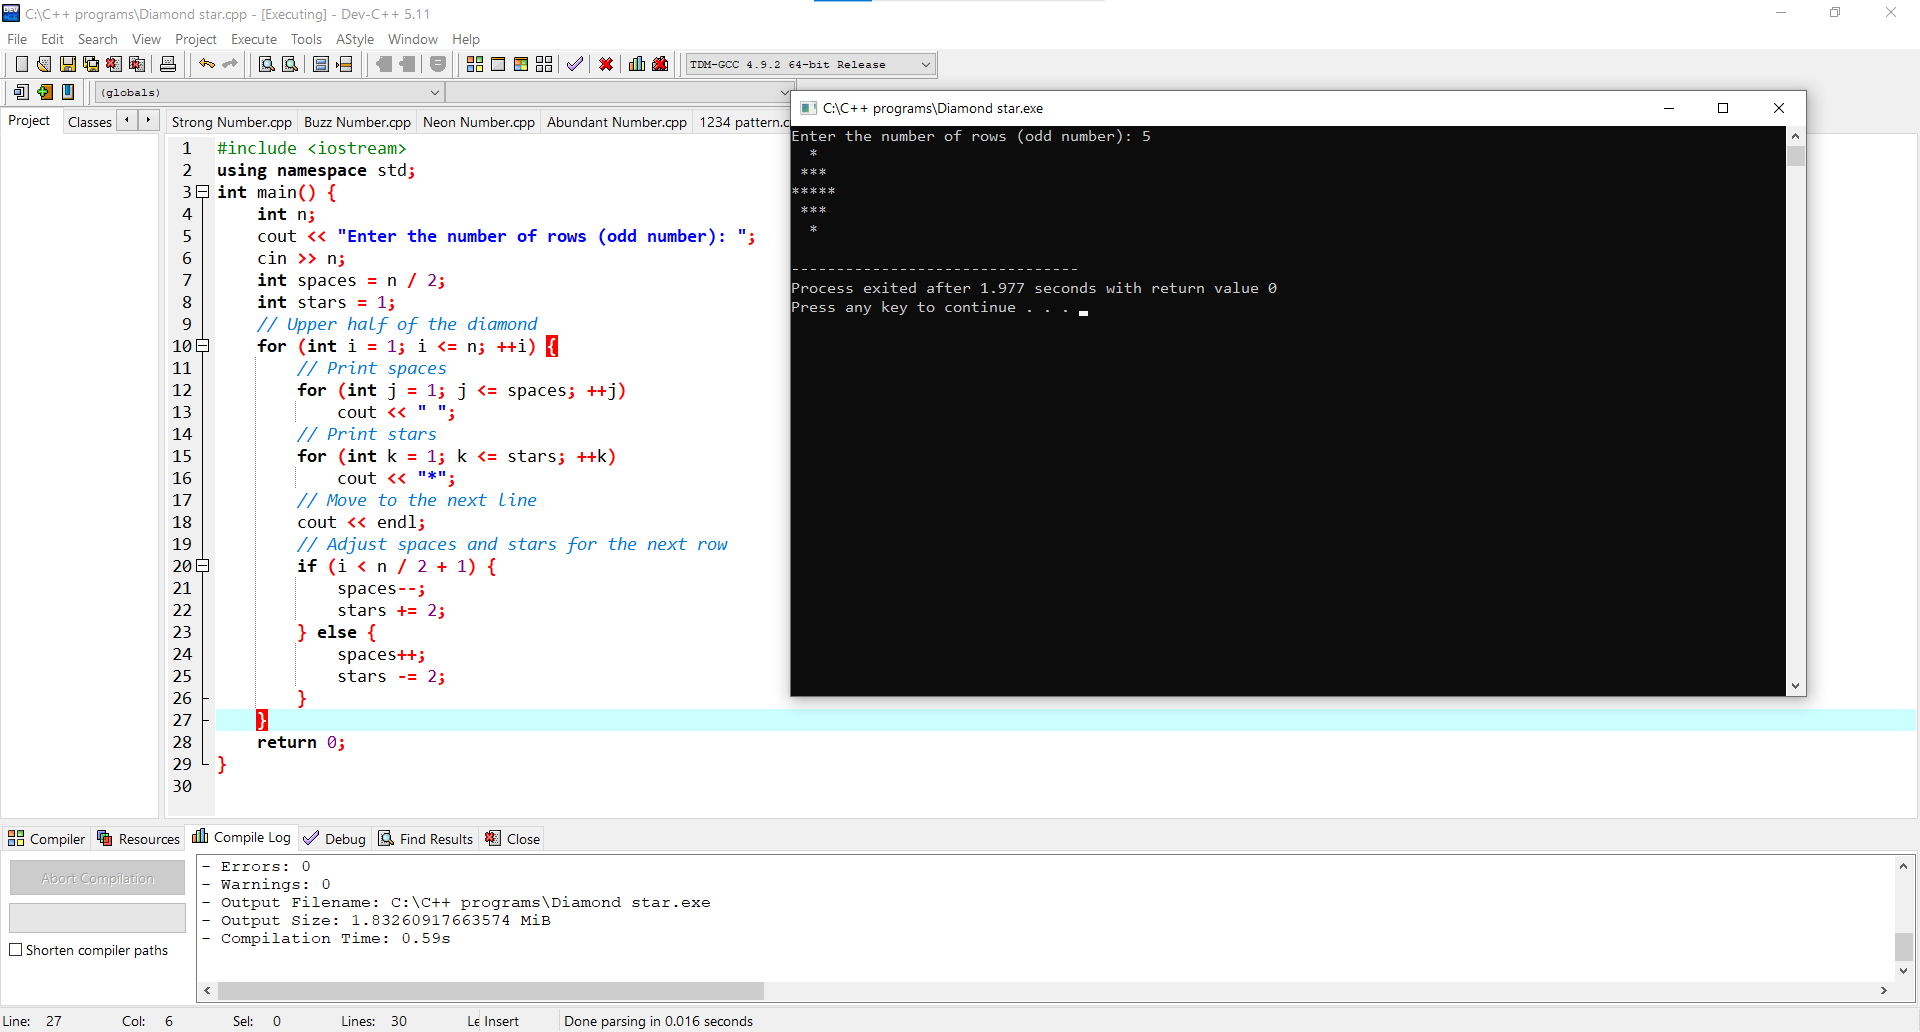 C:\C++ programs\Diamond star.cpp - [Executing] - Dev-C++ 5.11
File Edit Search View Project Execute Tools AStyle Window Help
TDM-GCC 4.9.2 64-bit Release
(globals)
Project Classes
Strong Number.cpp Buzz Number.cpp Neon Number.cpp Abundant Number.cpp 1234 pattern.c
1 #include <iostream>
2 using namespace std;
3 int main() {
4     int n;
5     cout << "Enter the number of rows (odd number): ";
6     cin >> n;
7     int spaces = n / 2;
8     int stars = 1;
9     // Upper half of the diamond
10     for (int i = 1; i <= n; ++i) {
11         // Print spaces
12         for (int j = 1; j <= spaces; ++j)
13             cout << " ";
14         // Print stars
15         for (int k = 1; k <= stars; ++k)
16             cout << "*";
17         // Move to the next line
18         cout << endl;
19         // Adjust spaces and stars for the next row
20         if (i < n / 2 + 1) {
21             spaces--;
22             stars += 2;
23         } else {
24             spaces++;
25             stars -= 2;
26         }
27     }
28     return 0;
29 }
30
C:\C++ programs\Diamond star.exe
Enter the number of rows (odd number): 5
  *
 ***
*****
 ***
  *
--------------------------------
Process exited after 1.977 seconds with return value 0
Press any key to continue . . .
Compiler Resources Compile Log Debug Find Results Close
Abort Compilation
Shorten compiler paths
- Errors: 0
- Warnings: 0
- Output Filename: C:\C++ programs\Diamond star.exe
- Output Size: 1.83260917663574 MiB
- Compilation Time: 0.59s
Line: 27 Col: 6 Sel: 0 Lines: 30 Le Insert Done parsing in 0.016 seconds